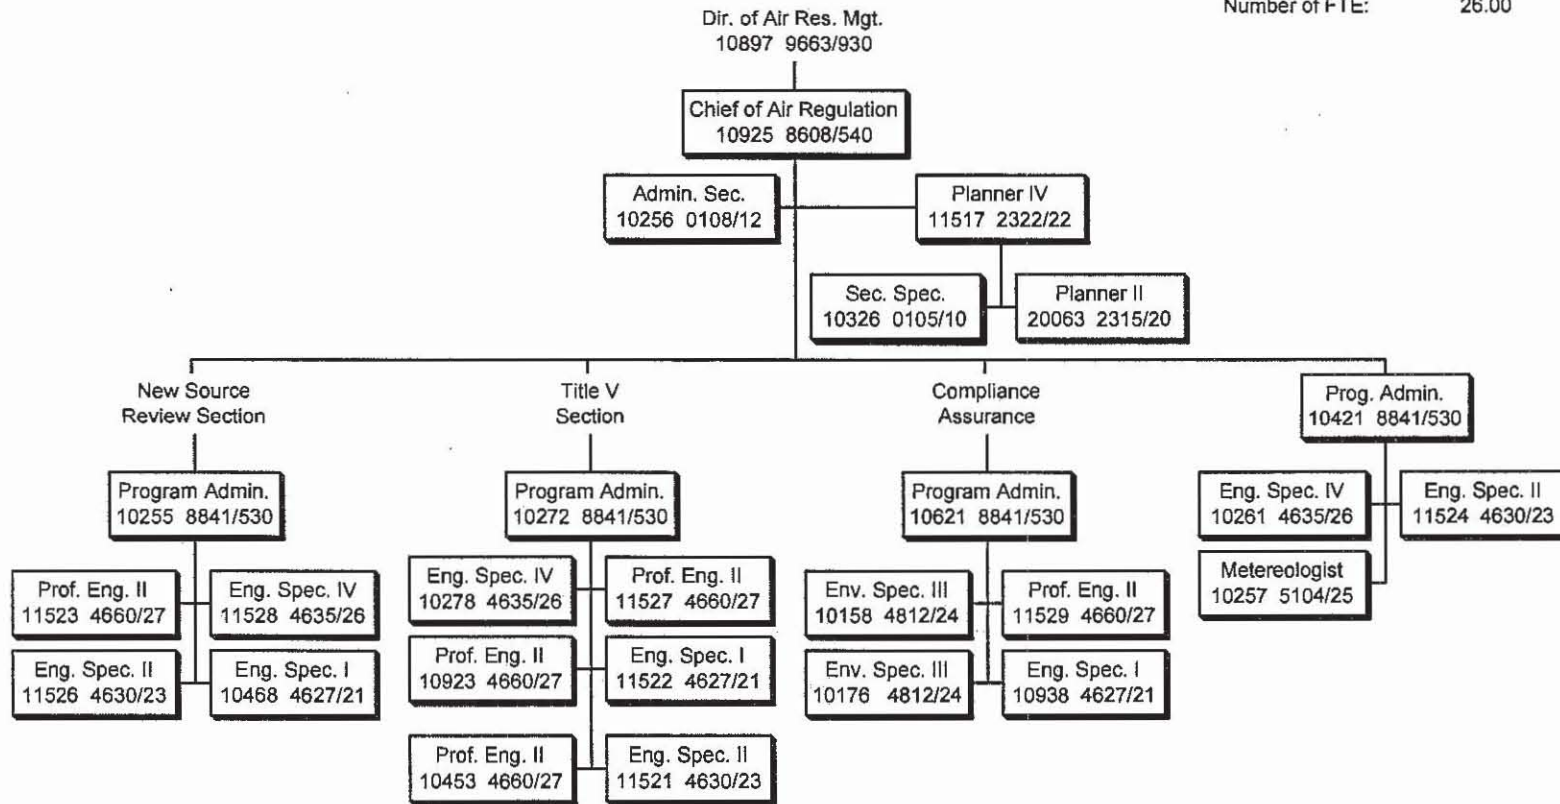 Number of FTE: 26.00
Dir. of Air Res. Mgt.
10897 9663/930
Chief of Air Regulation
10925 8608/540
Admin. Sec.
10256 0108/12
Planner IV
11517 2322/22
Sec. Spec.
10326 0105/10
Planner II
20063 2315/20
New Source
Review Section
Program Admin.
10255 8841/530
Prof. Eng. II
11523 4660/27
Eng. Spec. IV
11528 4635/26
Eng. Spec. II
11526 4630/23
Eng. Spec. I
10468 4627/21
Title V
Section
Program Admin.
10272 8841/530
Eng. Spec. IV
10278 4635/26
Prof. Eng. II
11527 4660/27
Prof. Eng. II
10923 4660/27
Eng. Spec. I
11522 4627/21
Prof. Eng. II
10453 4660/27
Eng. Spec. II
11521 4630/23
Compliance
Assurance
Program Admin.
10621 8841/530
Env. Spec. III
10158 4812/24
Prof. Eng. II
11529 4660/27
Env. Spec. III
10176 4812/24
Eng. Spec. I
10938 4627/21
Prog. Admin.
10421 8841/530
Eng. Spec. IV
10261 4635/26
Eng. Spec. II
11524 4630/23
Metereologist
10257 5104/25